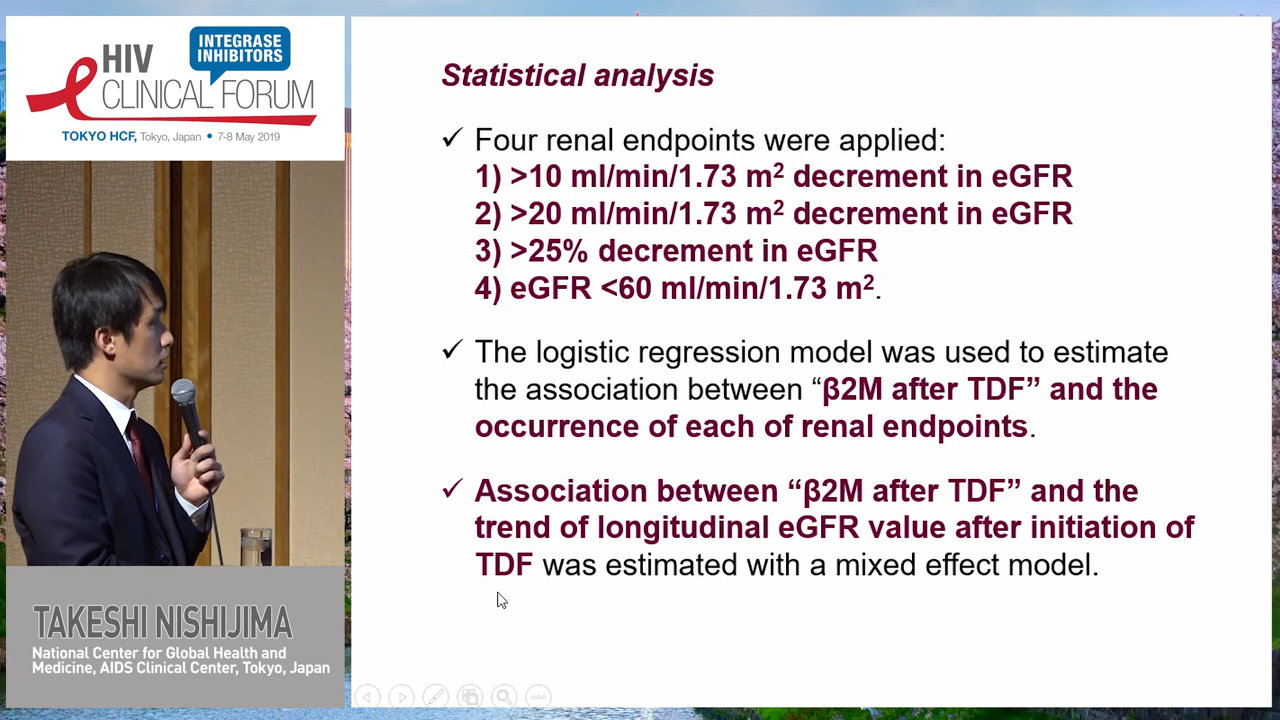 HIV
INTEGRASE
INHIBITORS
CLINICAL FORUM
TOKYO HCF, Tokyo, Japan • 7-8 May 2019
Statistical analysis
✓ Four renal endpoints were applied:
1) >10 ml/min/1.73 m² decrement in eGFR
2) >20 ml/min/1.73 m² decrement in eGFR
3) >25% decrement in eGFR
4) eGFR <60 ml/min/1.73 m².
✓ The logistic regression model was used to estimate
the association between “β2M after TDF” and the
occurrence of each of renal endpoints.
✓ Association between “β2M after TDF” and the
trend of longitudinal eGFR value after initiation of
TDF was estimated with a mixed effect model.
TAKESHI NISHIJIMA
National Center for Global Health and
Medicine, AIDS Clinical Center, Tokyo, Japan